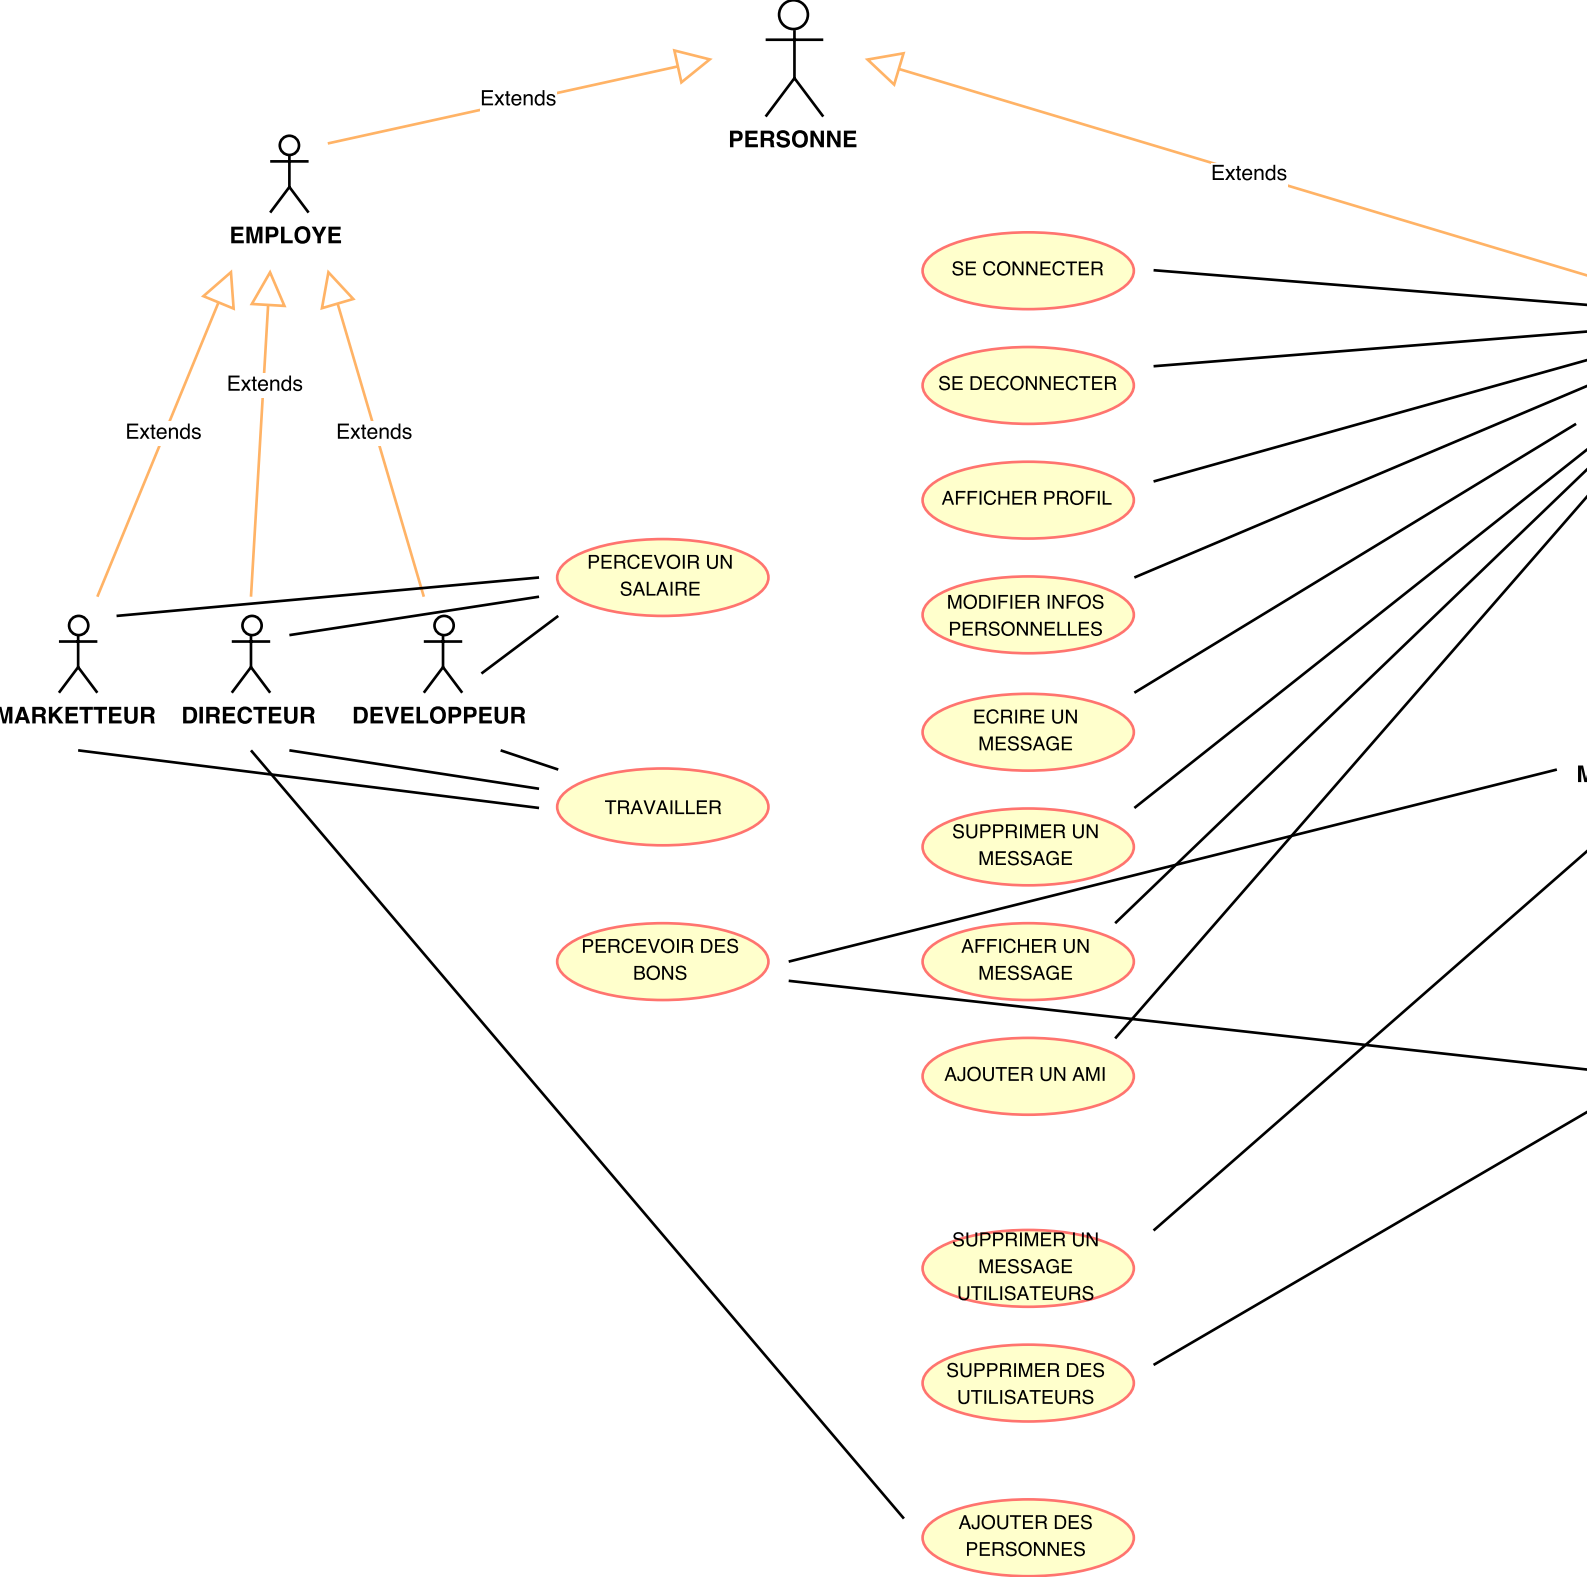 PERSONNE
Extends
Extends
EMPLOYE
Extends
Extends
Extends
MARKETTEUR
DIRECTEUR
DEVELOPPEUR
PERCEVOIR UN
SALAIRE
TRAVAILLER
PERCEVOIR DES
BONS
SE CONNECTER
SE DECONNECTER
AFFICHER PROFIL
MODIFIER INFOS
PERSONNELLES
ECRIRE UN
MESSAGE
SUPPRIMER UN
MESSAGE
AFFICHER UN
MESSAGE
AJOUTER UN AMI
SUPPRIMER UN
MESSAGE
UTILISATEURS
SUPPRIMER DES
UTILISATEURS
AJOUTER DES
PERSONNES